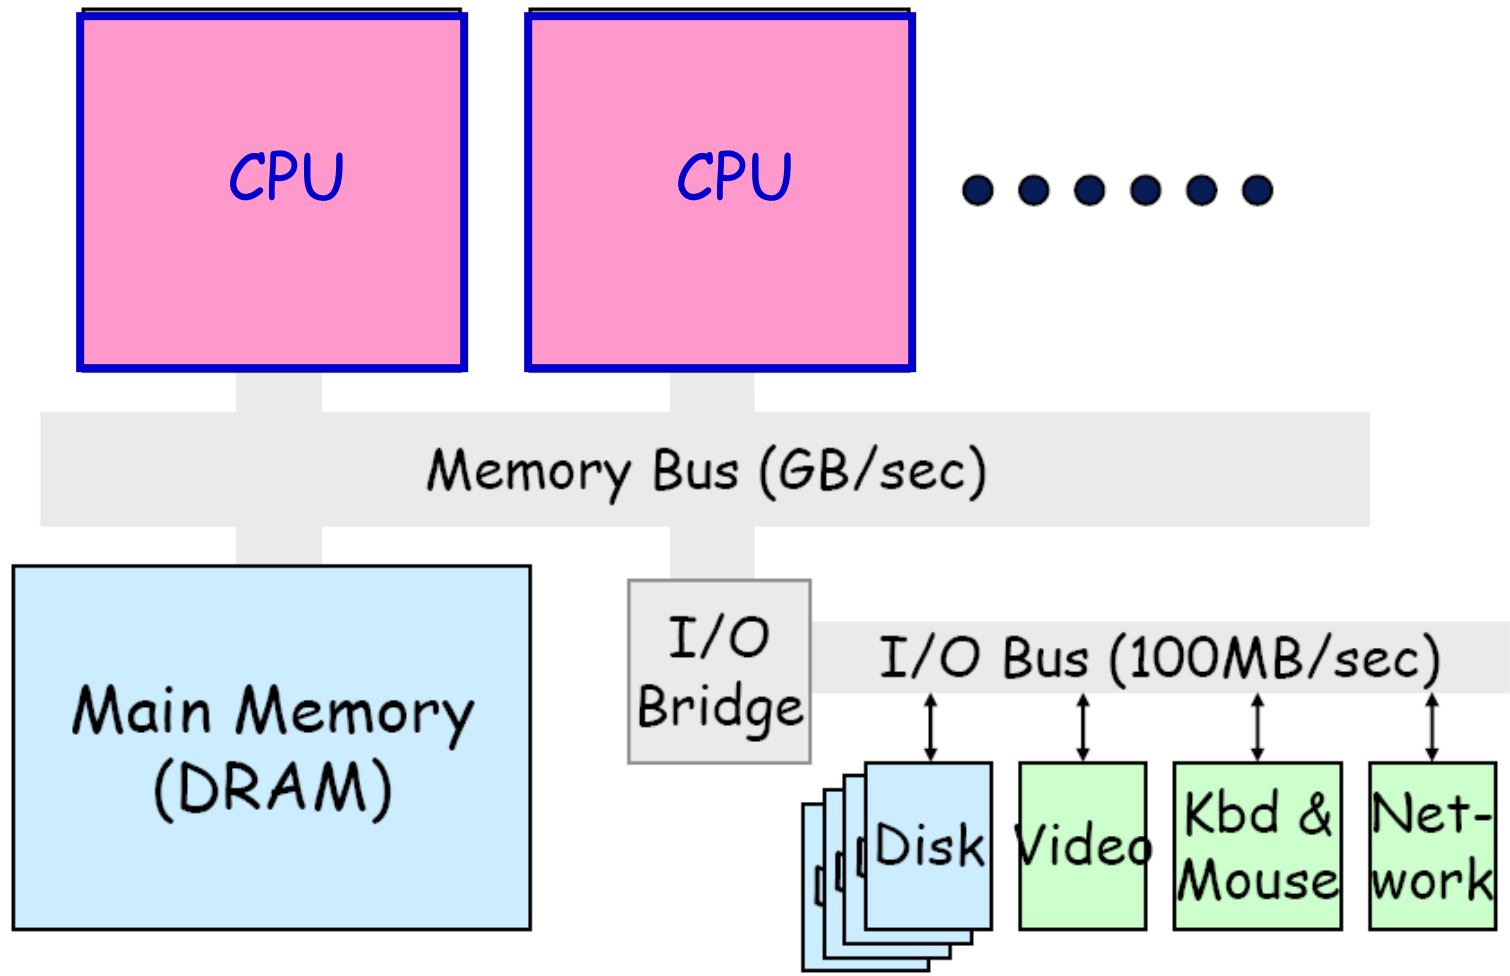 CPU
CPU
Memory Bus (GB/sec)
Main Memory
(DRAM)
I/O
Bridge
I/O Bus (100MB/sec)
Disk
Video
Kbd &
Mouse
Net-
work